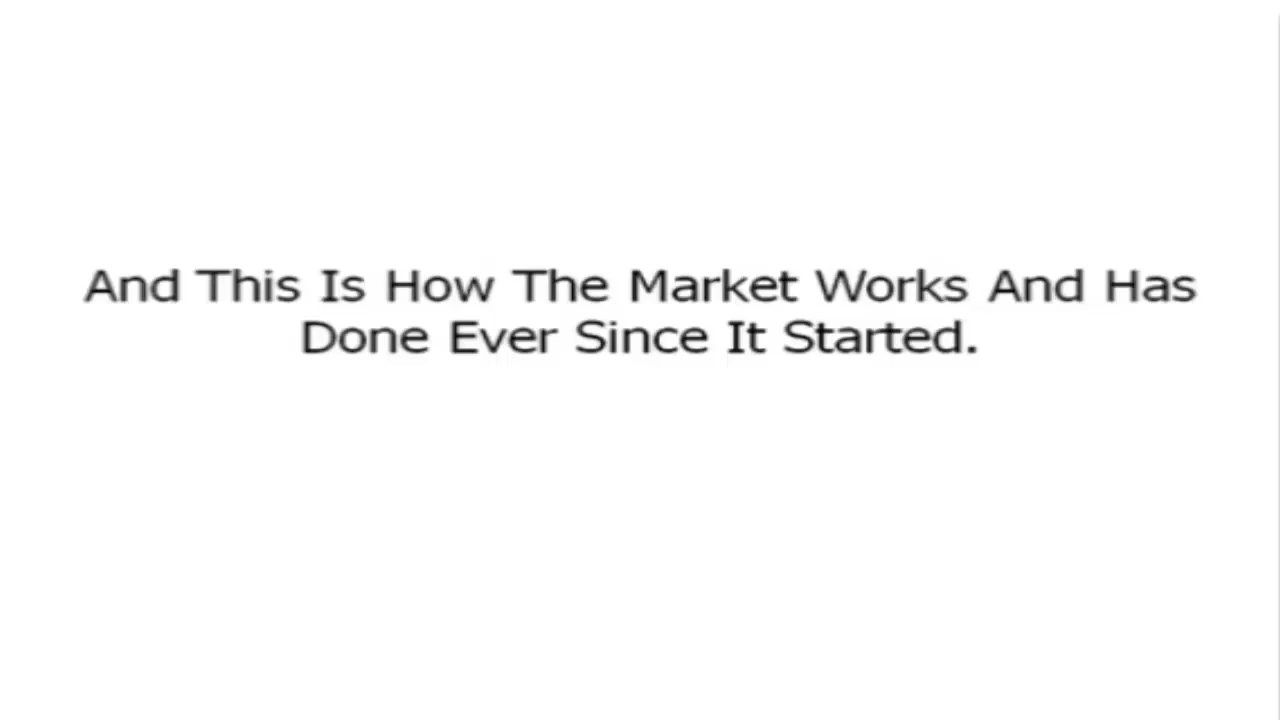 And This Is How The Market Works And Has
Done Ever Since It Started.